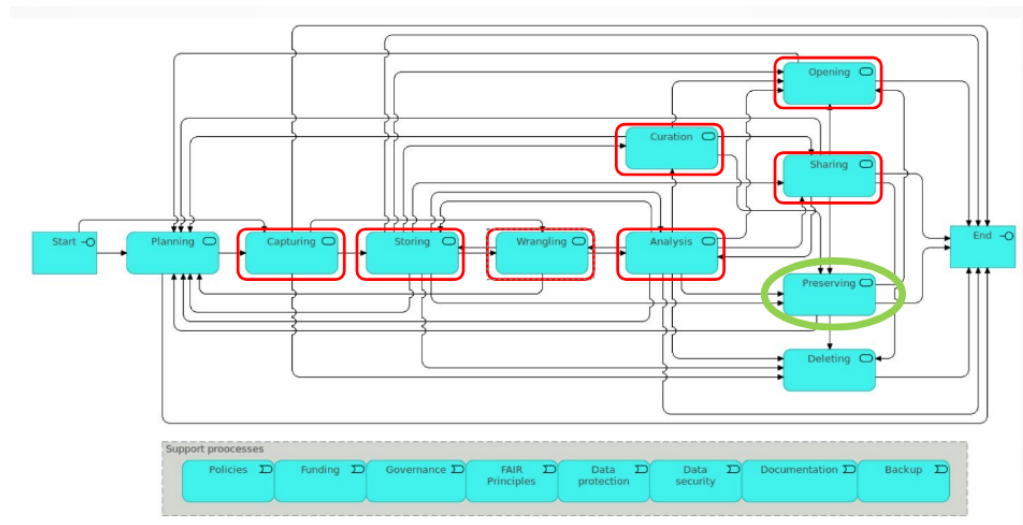 Opening
Curation
Sharing
Start
Planning
Capturing
Storing
Wrangling
Analysis
End
Preserving
Deleting
Support proocesses
Policies
Funding
Governance
FAIR
Principles
Data
protection
Data
security
Documentation
Backup